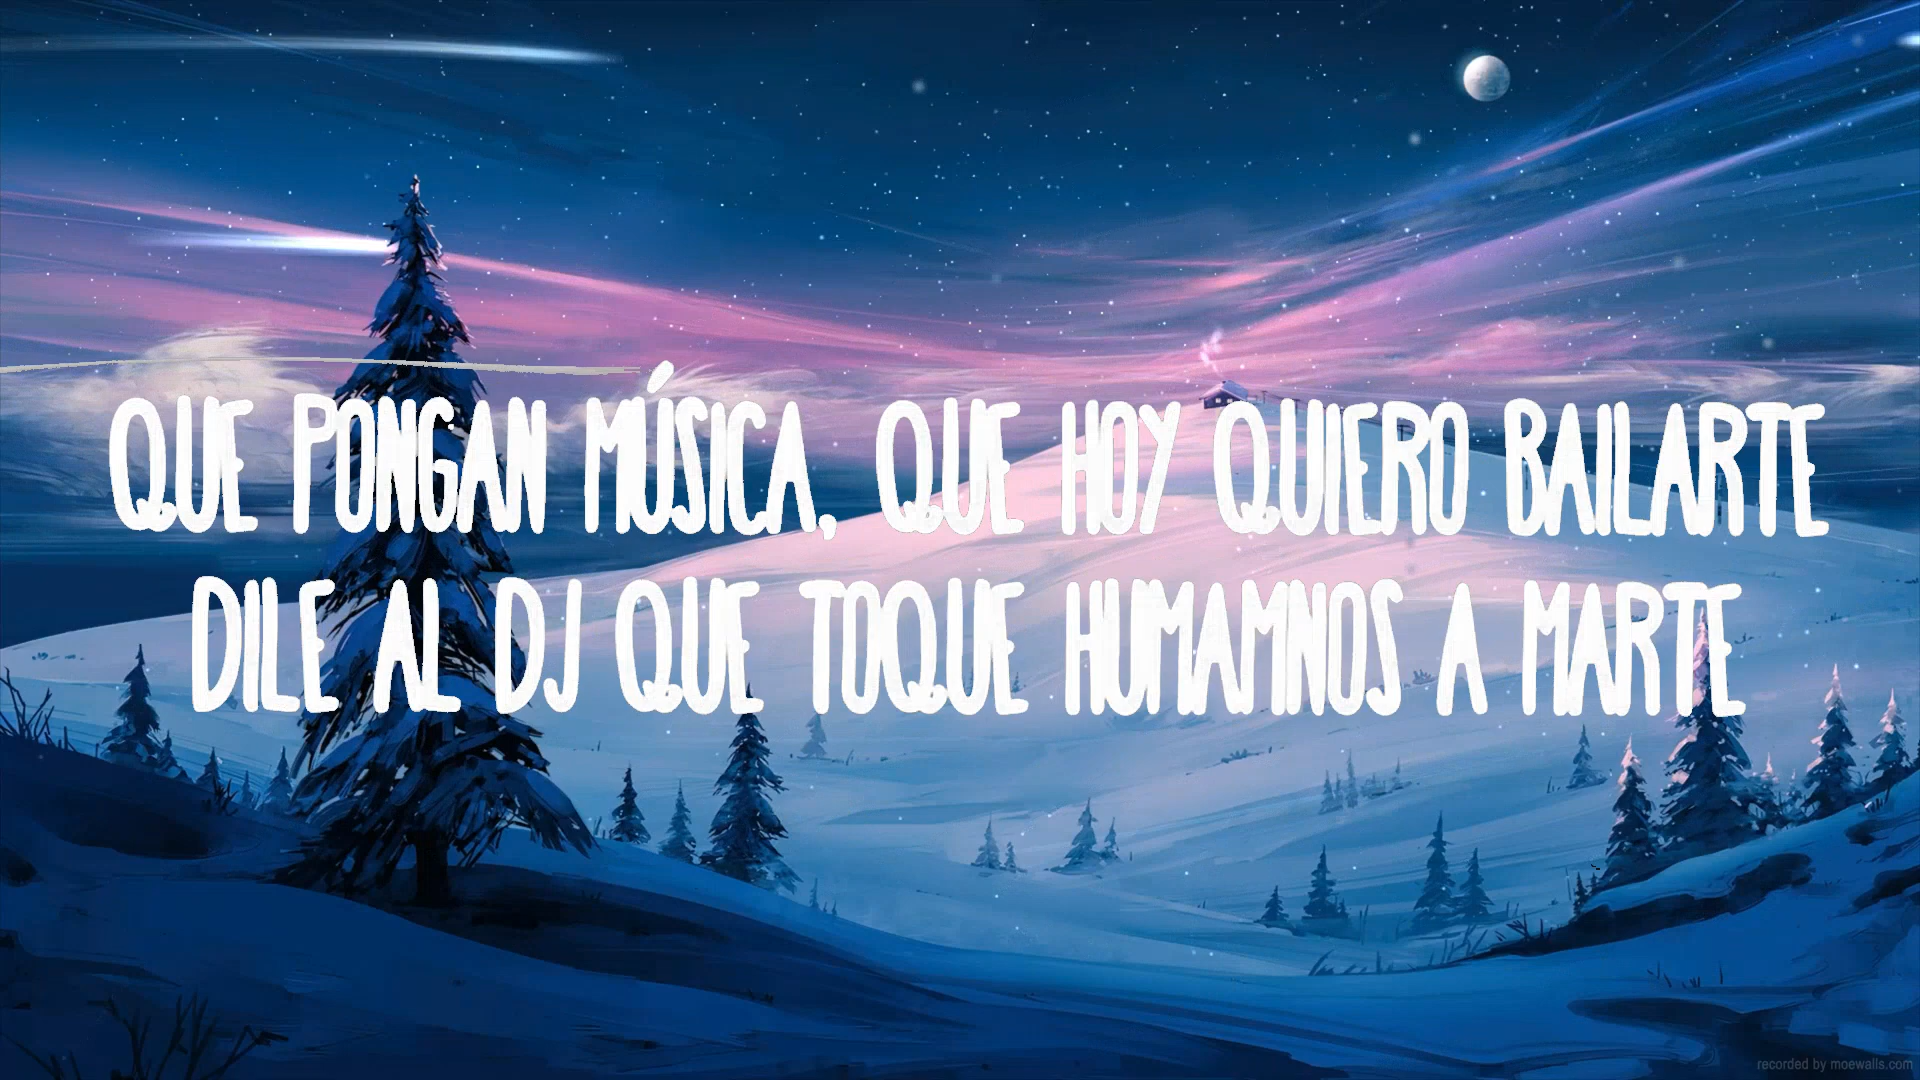 QUE PONGAN MÚSICA, QUE HOY QUIERO BAILARTE
DILE AL DJ QUE TOQUE HUMAMNOS A MARTE
recorded by moewalls.com